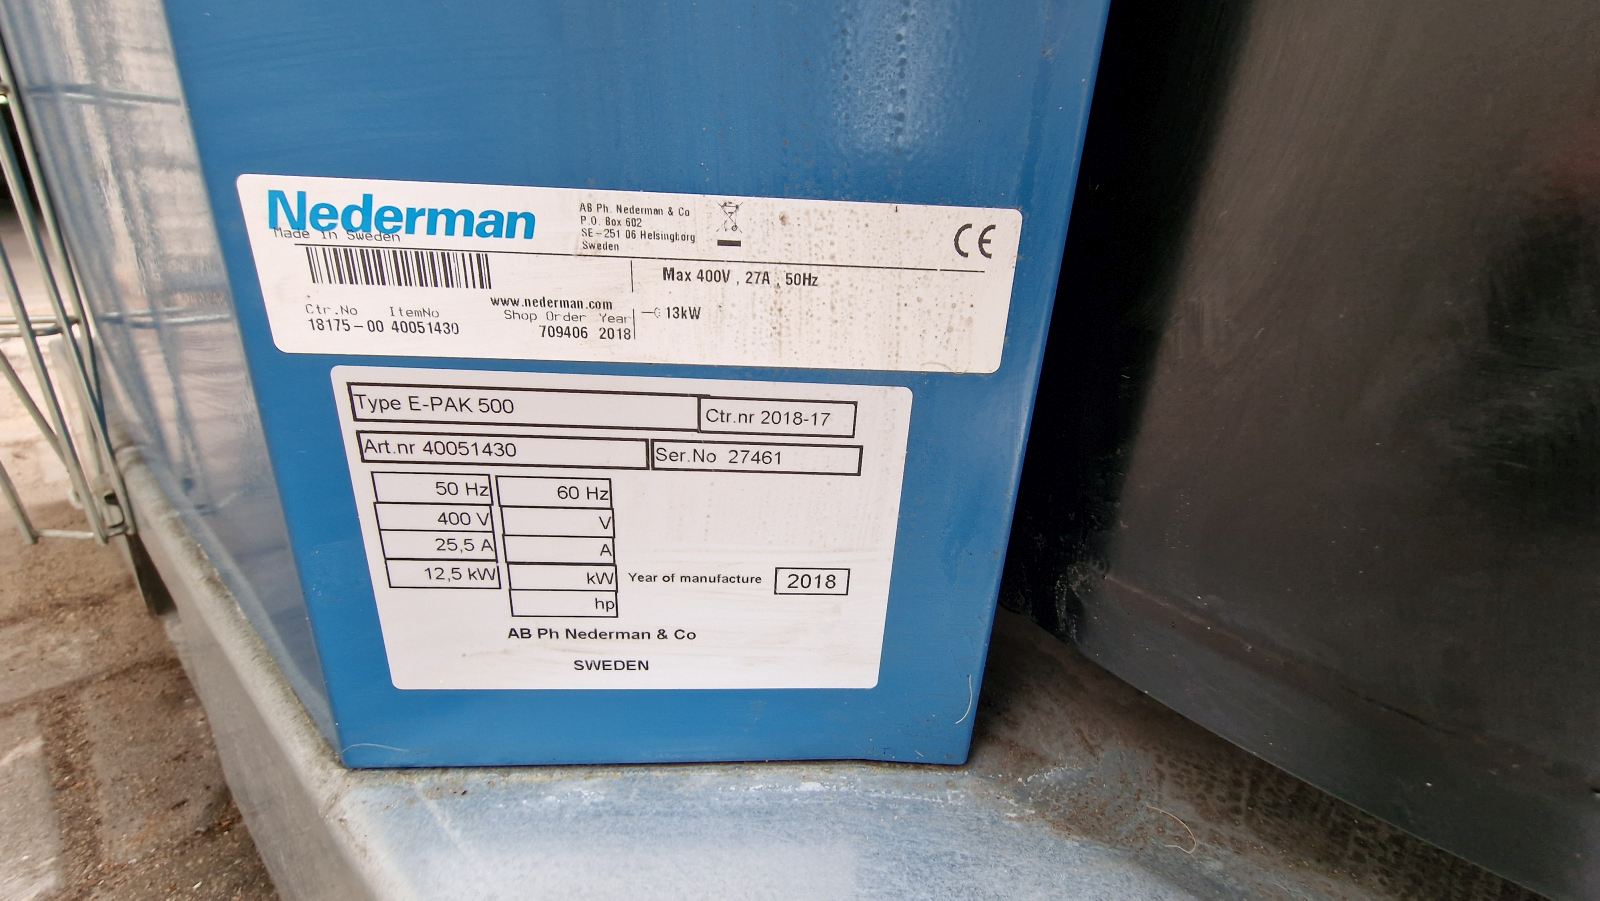 Nederman
Made In Sweden
AB Ph. Nederman & Co
P.O. Box 602
SE-251 06 Helsingborg
Sweden
CE
Max 400V , 27A , 50Hz
www.nederman.com
Ctr.No ItemNo Shop Order Year
18175-00 40051430 709406 2018
13kW
Type E-PAK 500
Ctr.nr 2018-17
Art.nr 40051430
Ser.No 27461
50 Hz 60 Hz
400 V V
25,5 A A
12,5 kW kW
hp
Year of manufacture 2018
AB Ph Nederman & Co
SWEDEN